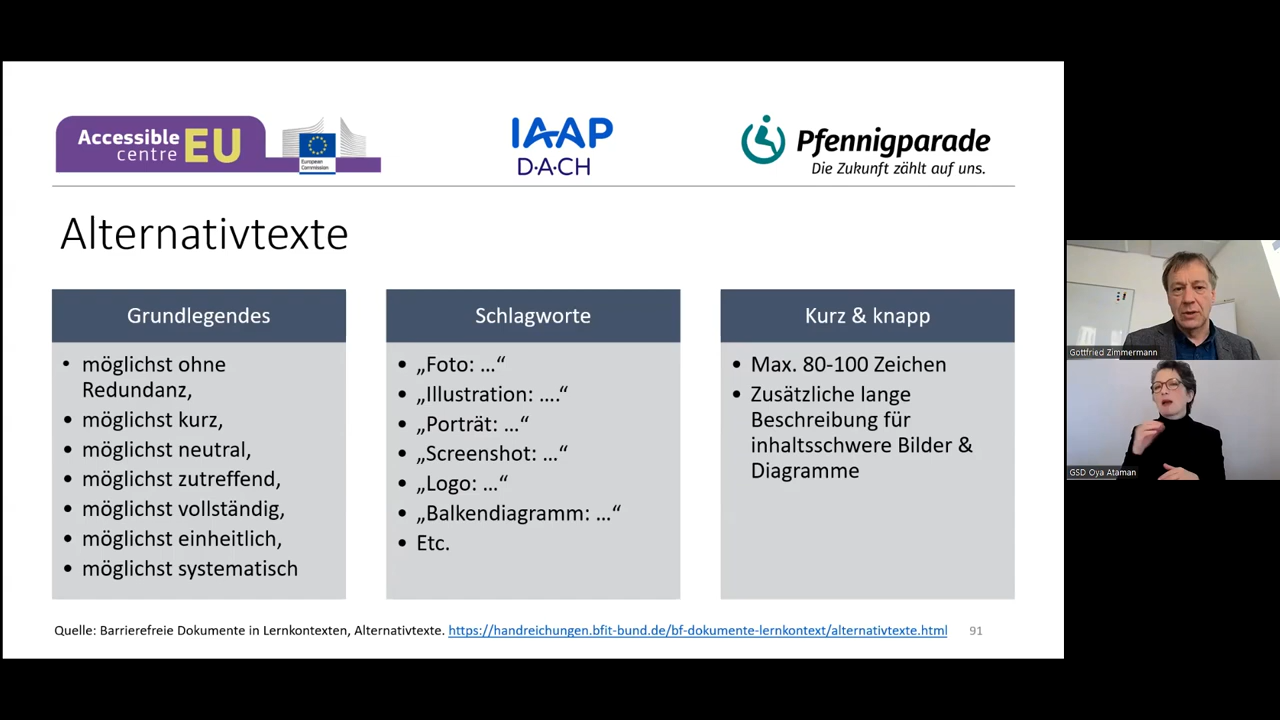 Accessible
centre
EU
European
Commission
IAAP
D·A·CH
Pfennigparade
Die Zukunft zählt auf uns.
Alternativtexte
Grundlegendes
• möglichst ohne
Redundanz,
• möglichst kurz,
• möglichst neutral,
• möglichst zutreffend,
• möglichst vollständig,
• möglichst einheitlich,
• möglichst systematisch
Schlagworte
• „Foto: …“
• „Illustration: ….“
• „Porträt: …“
• „Screenshot: …“
• „Logo: …“
• „Balkendiagramm: …“
• Etc.
Kurz & knapp
• Max. 80-100 Zeichen
• Zusätzliche lange
Beschreibung für
inhaltsschwere Bilder &
Diagramme
Quelle: Barrierefreie Dokumente in Lernkontexten, Alternativtexte. https://handreichungen.bfit-bund.de/bf-dokumente-lernkontext/alternativtexte.html
91
Gottfried Zimmermann
GSD Oya Ataman